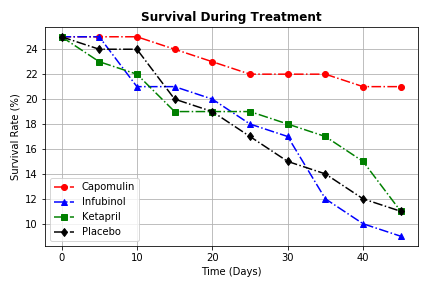 Survival During Treatment
Survival Rate (%)
24
22
20
18
16
14
12
10
Capomulin
Infubinol
Ketapril
Placebo
0
10
20
30
40
Time (Days)